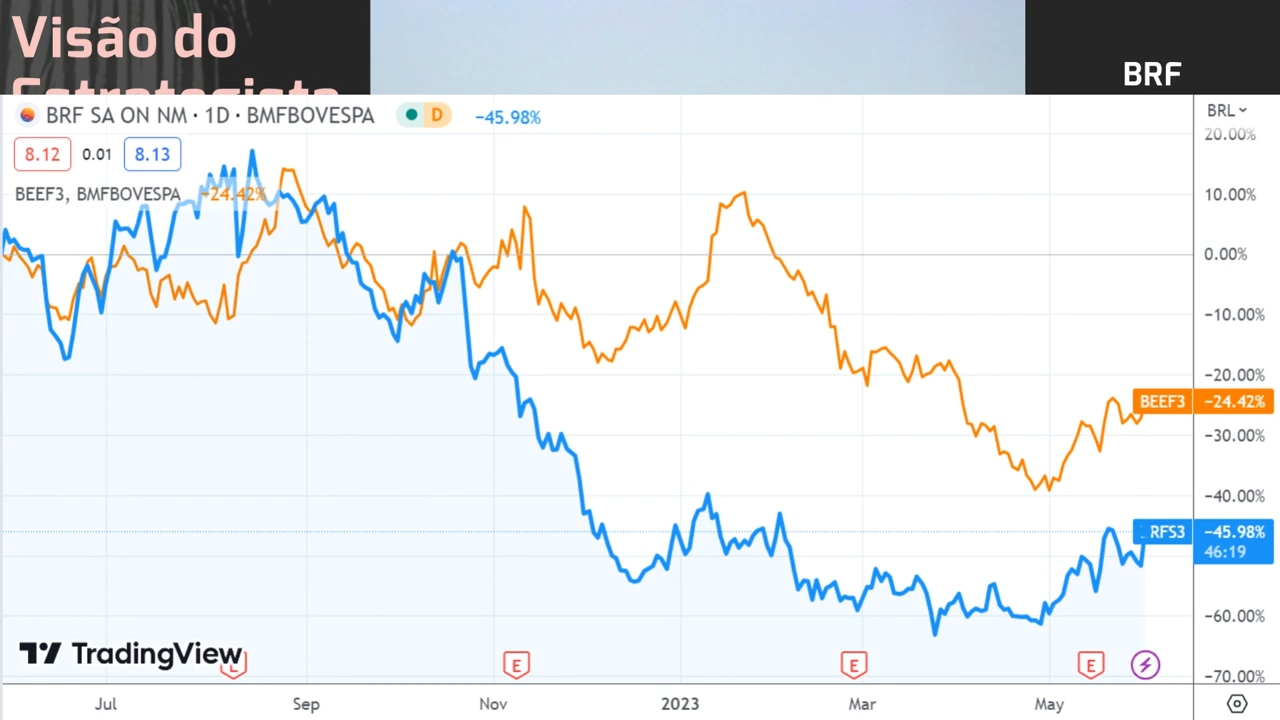 Visão do
Estrategista
BRF
BRF SA ON NM · 1D · BMFBOVESPA D −45.98% BRL
8.12 0.01 8.13
BEEF3, BMFBOVESPA −24.42%
20.00%
10.00%
0.00%
−10.00%
−20.00%
BEEF3 −24.42%
−30.00%
−40.00%
RFS3 −45.98%
46:19
−60.00%
−70.00%
TradingView
E E E E
Jul Sep Nov 2023 Mar May